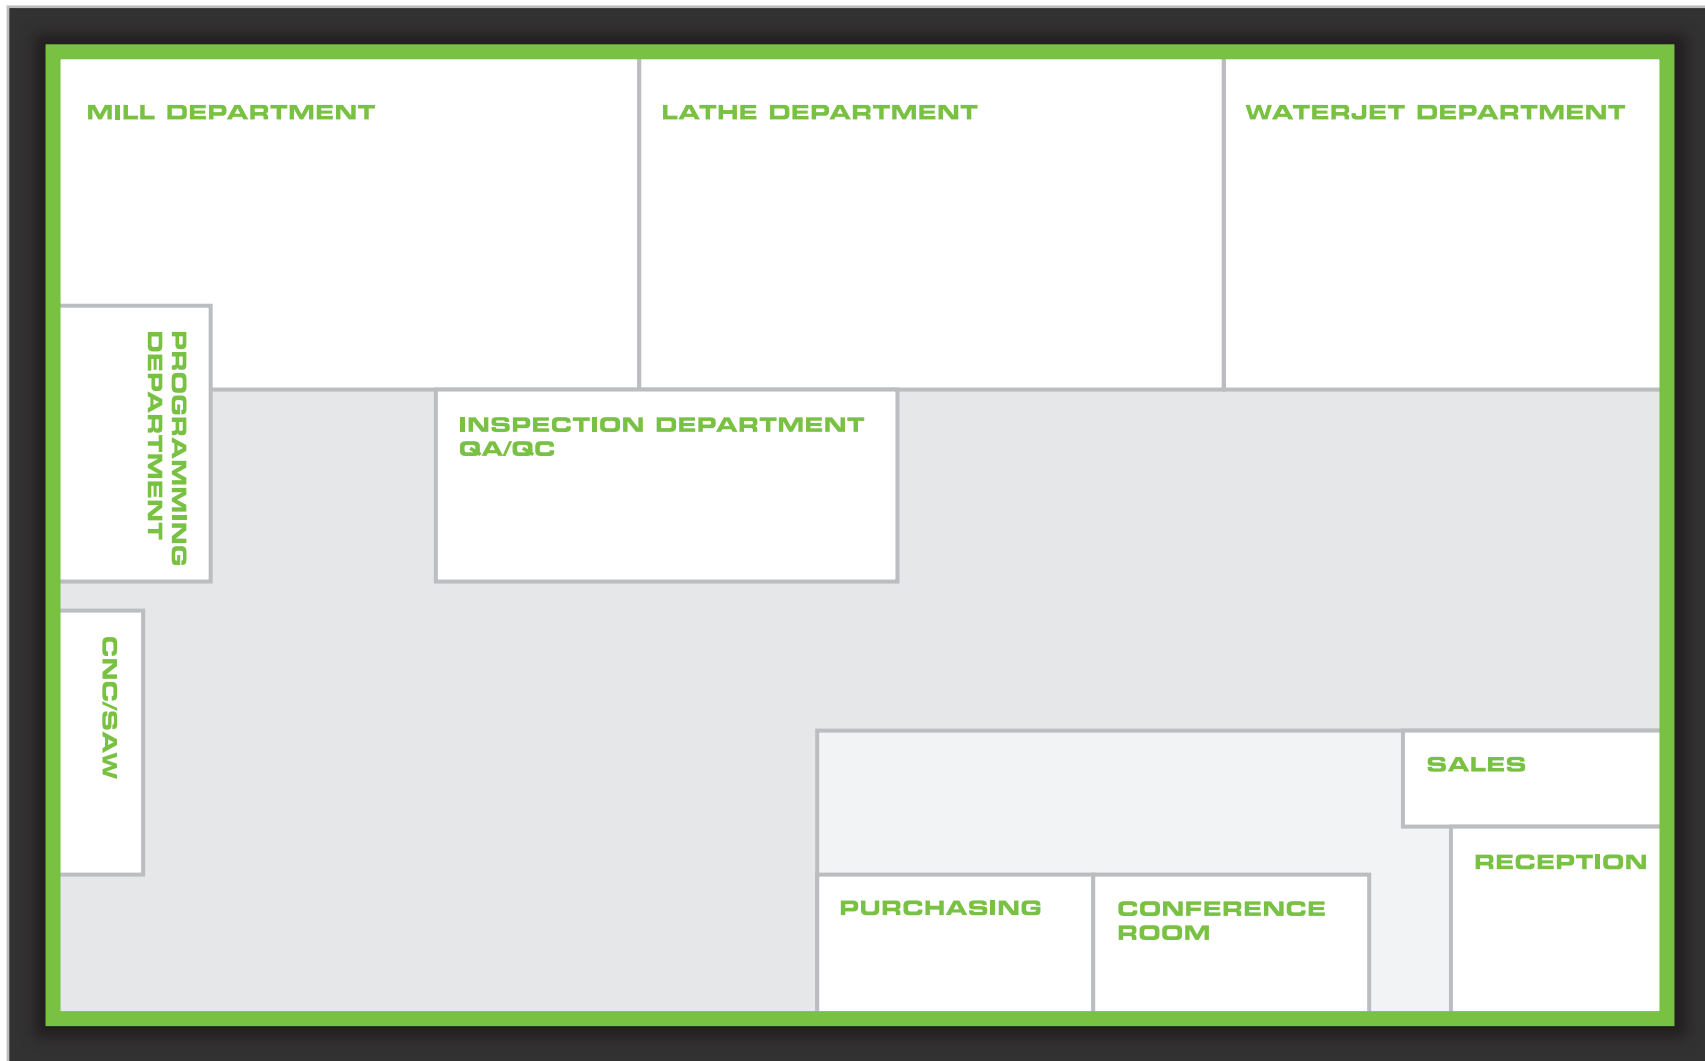 MILL DEPARTMENT
LATHE DEPARTMENT
WATERJET DEPARTMENT
PROGRAMMING
DEPARTMENT
INSPECTION DEPARTMENT
QA/QC
CNC/SAW
SALES
RECEPTION
PURCHASING
CONFERENCE
ROOM